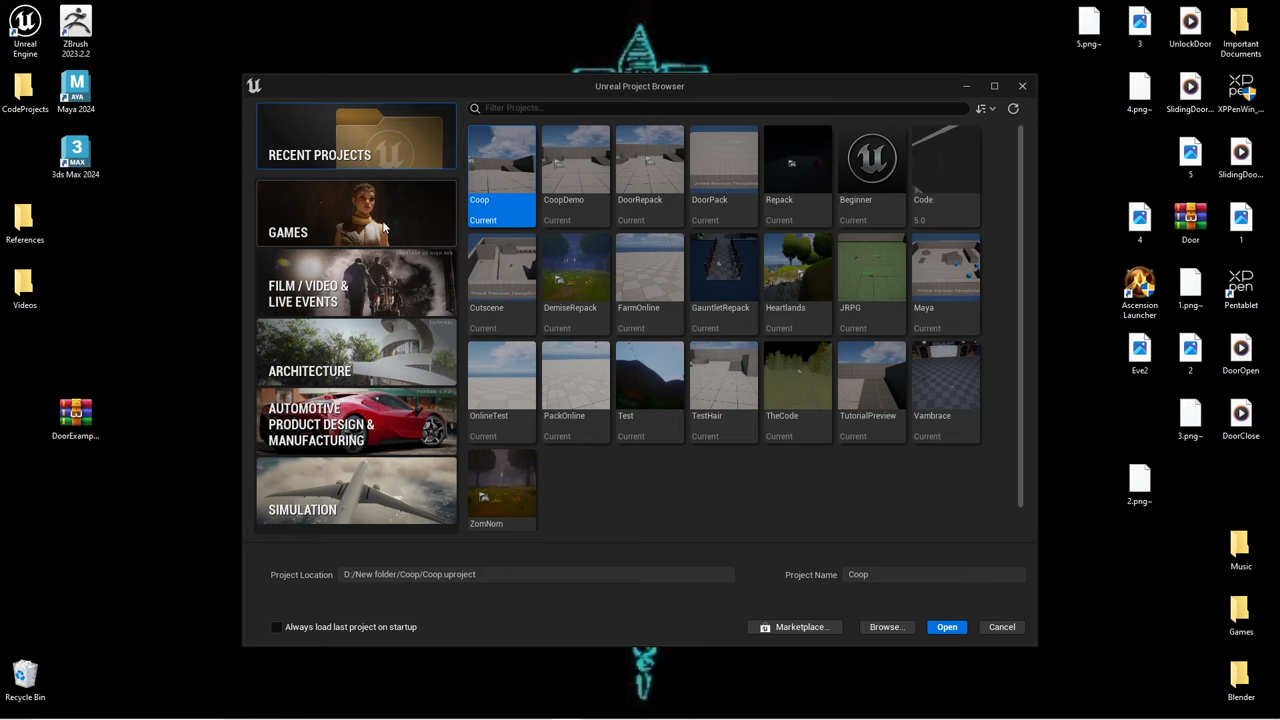 Unreal
Engine
ZBrush
2023.2.2
CodeProjects
Maya 2024
3ds Max 2024
References
Videos
DoorExamp...
Recycle Bin
Unreal Project Browser
RECENT PROJECTS
GAMES
FILM / VIDEO &
LIVE EVENTS
ARCHITECTURE
AUTOMOTIVE
PRODUCT DESIGN &
MANUFACTURING
SIMULATION
Filter Projects...
Coop
Current
CoopDemo
Current
DoorRepack
Current
DoorPack
Current
Repack
Current
Beginner
Current
Code
5.0
Cutscene
Current
DemiseRepack
Current
FarmOnline
Current
GauntletRepack
Current
Heartlands
Current
JRPG
Current
Maya
Current
OnlineTest
Current
PackOnline
Current
Test
Current
TestHair
Current
TheCode
Current
TutorialPreview
Current
Vambrace
Current
ZomNom
Project Location
D:/New folder/Coop/Coop.uproject
Project Name
Coop
Always load last project on startup
Marketplace...
Browse...
Open
Cancel
5.png~
3
UnlockDoor
Important
Documents
4.png~
SlidingDoor...
XPPenWin_...
5
SlidingDoo...
4
Door
1
Ascension
Launcher
1.png~
Pentablet
Eve2
2
DoorOpen
3.png~
DoorClose
2.png~
Music
Games
Blender